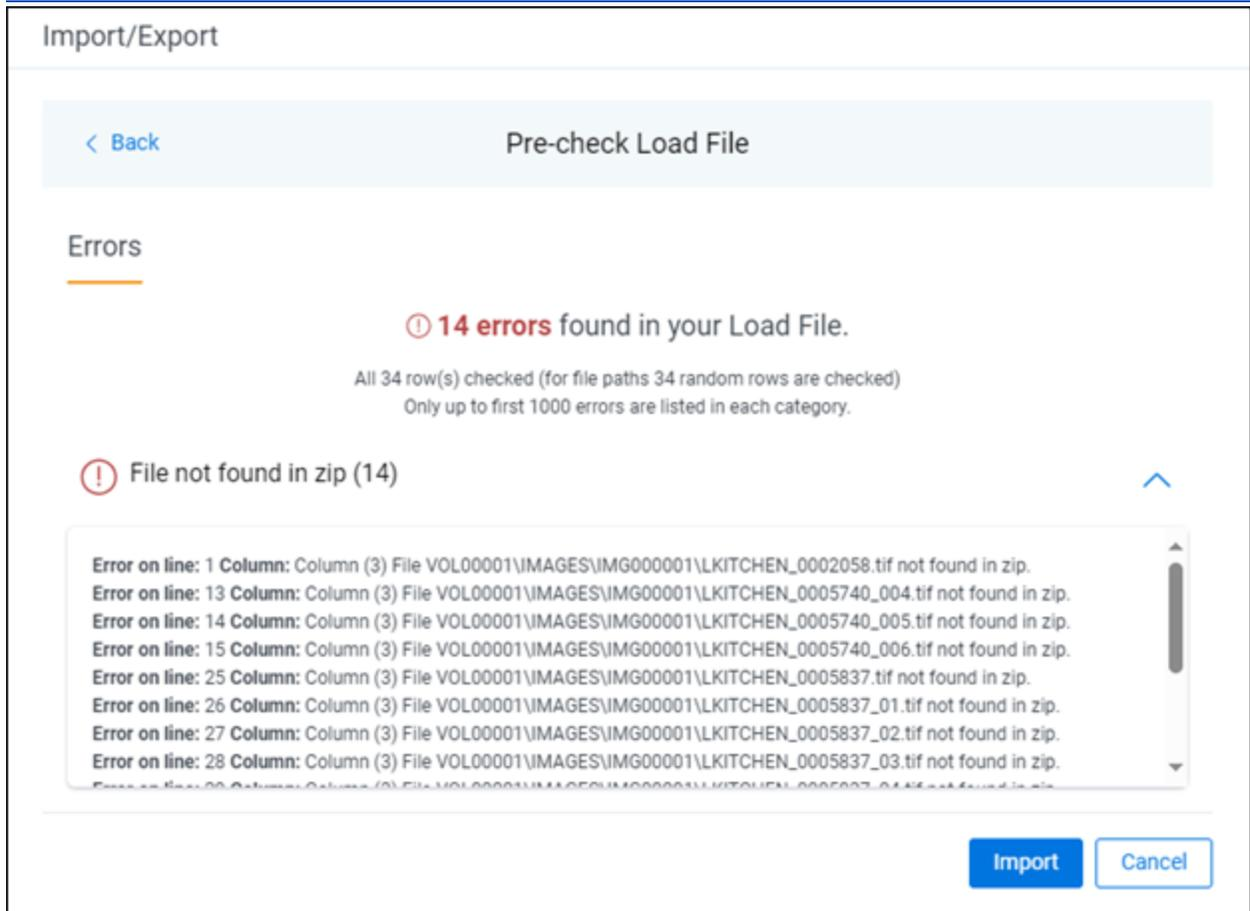 Import/Export
Back
Pre-check Load File
Errors
14 errors found in your Load File.
All 34 row(s) checked (for file paths 34 random rows are checked)
Only up to first 1000 errors are listed in each category.
File not found in zip (14)
Error on line: 1 Column: Column (3) File VOL00001\IMAGES\IMG000001\LKITCHEN_0002058.tif not found in zip.
Error on line: 13 Column: Column (3) File VOL00001\IMAGES\IMG00001\LKITCHEN_0005740_004.tif not found in zip.
Error on line: 14 Column: Column (3) File VOL00001\IMAGES\IMG00001\LKITCHEN_0005740_005.tif not found in zip.
Error on line: 15 Column: Column (3) File VOL00001\IMAGES\IMG00001\LKITCHEN_0005740_006.tif not found in zip.
Error on line: 25 Column: Column (3) File VOL00001\IMAGES\IMG00001\LKITCHEN_0005837.tif not found in zip.
Error on line: 26 Column: Column (3) File VOL00001\IMAGES\IMG00001\LKITCHEN_0005837_01.tif not found in zip.
Error on line: 27 Column: Column (3) File VOL00001\IMAGES\IMG00001\LKITCHEN_0005837_02.tif not found in zip.
Error on line: 28 Column: Column (3) File VOL00001\IMAGES\IMG00001\LKITCHEN_0005837_03.tif not found in zip.
Import
Cancel